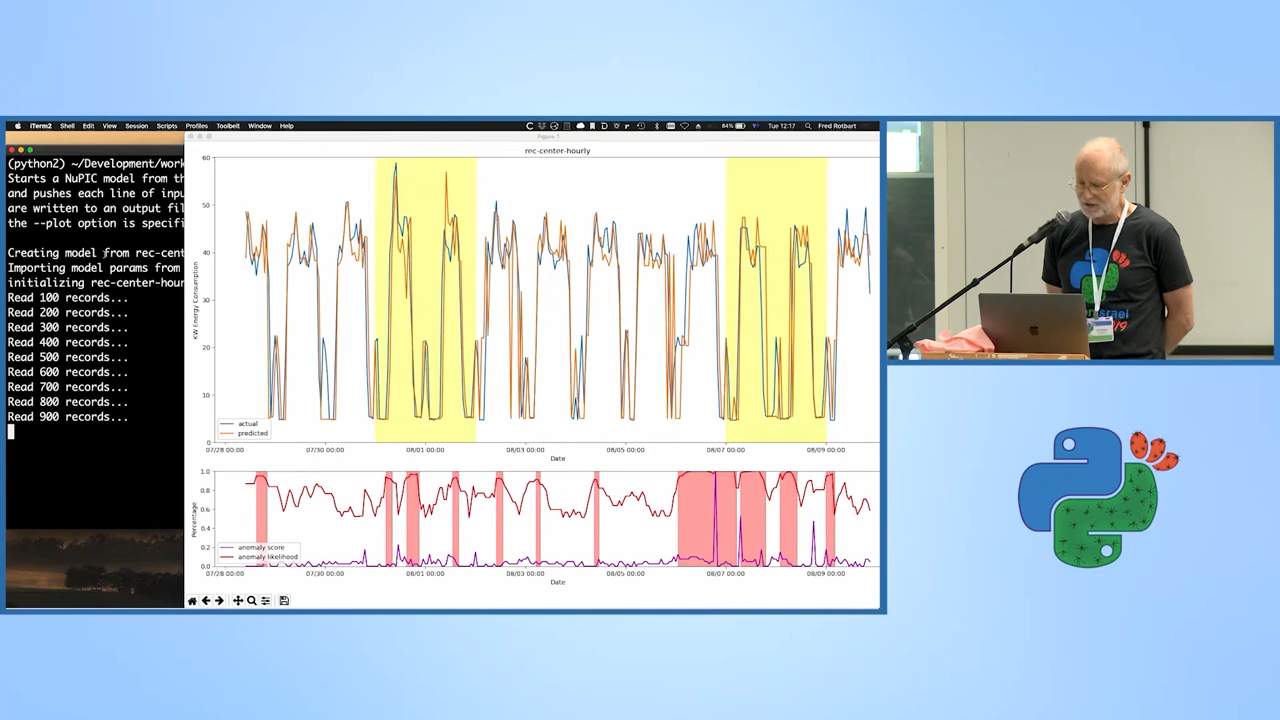 iTerm2 Shell Edit View Session Scripts Profiles Toolbelt Window Help 84% Tue 12:17 Fred Rotbart
Figure 1
(python2) ~/Development/work
Starts a NuPIC model from th
and pushes each line of inpu
are written to an output fil
the --plot option is specifi
Creating model from rec-cent
Importing model params from
initializing rec-center-hour
Read 100 records...
Read 200 records...
Read 300 records...
Read 400 records...
Read 500 records...
Read 600 records...
Read 700 records...
Read 800 records...
Read 900 records...
rec-center-hourly
KW Energy Consumption
60
50
40
30
20
10
0
actual
predicted
07/28 00:00 07/30 00:00 08/01 00:00 08/03 00:00 08/05 00:00 08/07 00:00 08/09 00:00
Date
Percentage
1.0
0.8
0.6
0.4
0.2
0.0
anomaly score
anomaly likelihood
07/28 00:00 07/30 00:00 08/01 00:00 08/03 00:00 08/05 00:00 08/07 00:00 08/09 00:00
Date
srael
19